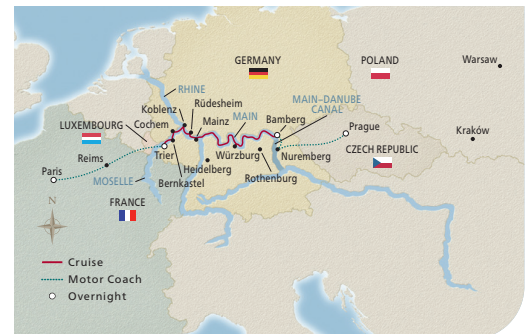 GERMANY
POLAND
Warsaw
RHINE
Koblenz
Rüdesheim
MAIN–DANUBE
CANAL
LUXEMBOURG
Cochem
Mainz
MAIN
Bamberg
Prague
Kraków
Trier
Reims
Heidelberg
Würzburg
Nuremberg
CZECH REPUBLIC
Paris
MOSELLE
Bernkastel
Rothenburg
N
FRANCE
Cruise
Motor Coach
Overnight